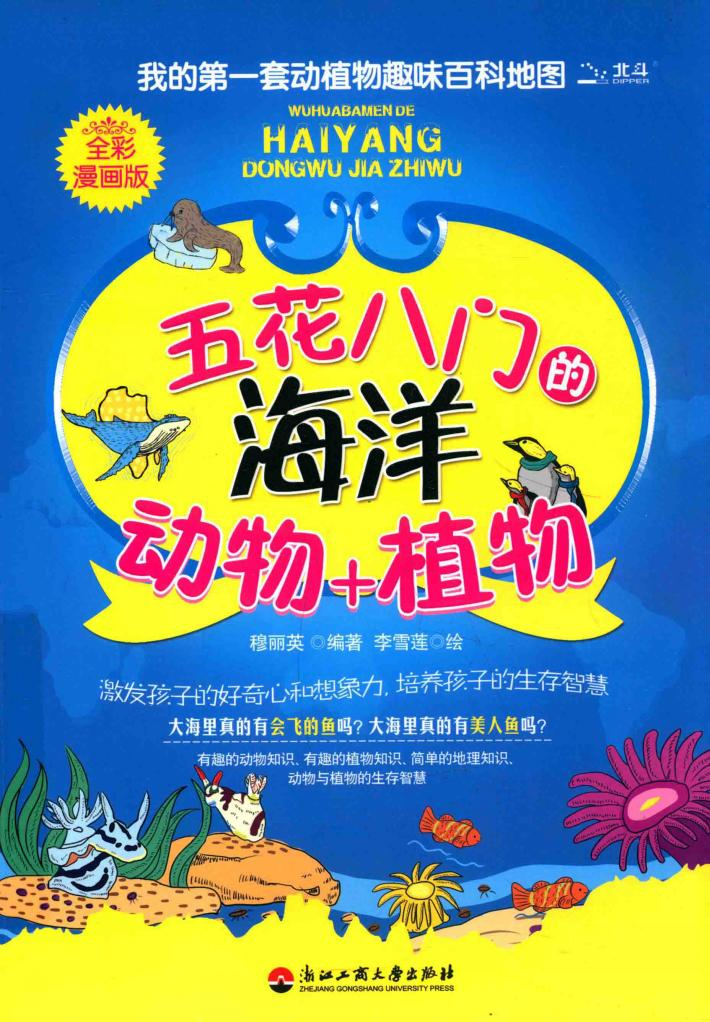 我的第一套动植物趣味百科地图 北斗®
DIPPER
WUHUABAMEN DE
HAIYANG
DONGWU JIA ZHIWU
全彩
漫画版
五花八门的
海洋
动物+植物
穆丽英◎编著 李雪莲◎绘
激发孩子的好奇心和想象力,培养孩子的生存智慧
大海里真的有会飞的鱼吗?大海里真的有美人鱼吗?
有趣的动物知识、有趣的植物知识、简单的地理知识、
动物与植物的生存智慧
浙江工商大学出版社
ZHEJIANG GONGSHANG UNIVERSITY PRESS